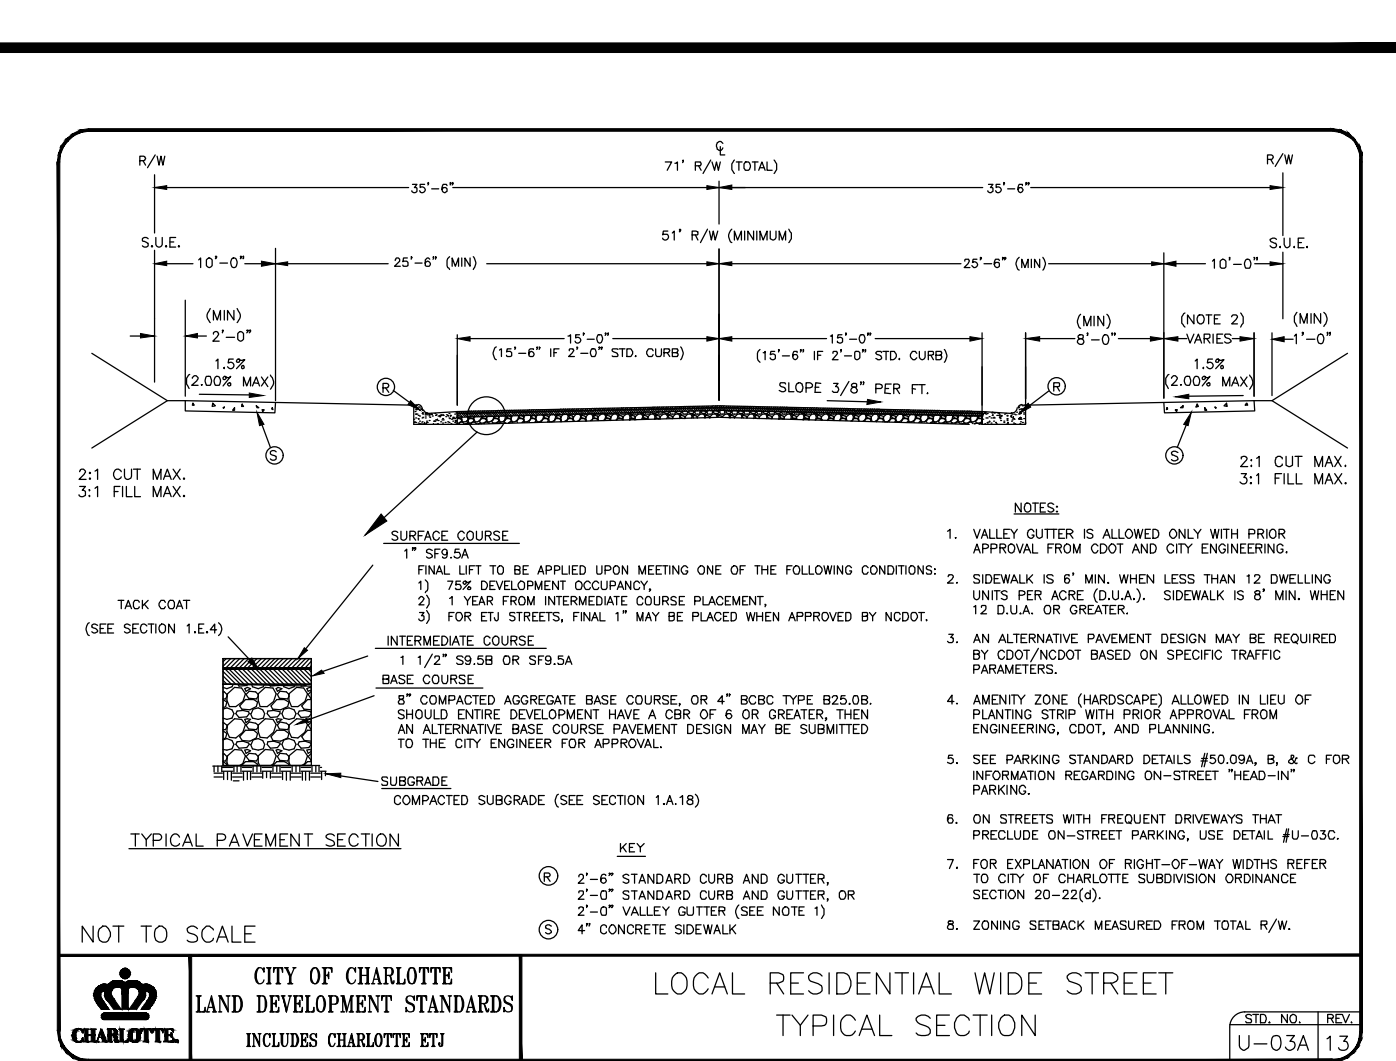 ℄
R/W
71' R/W (TOTAL)
R/W
35'-6"
35'-6"
51' R/W (MINIMUM)
S.U.E.
S.U.E.
10'-0"
25'-6" (MIN)
25'-6" (MIN)
10'-0"
(MIN)
2'-0"
15'-0"
(15'-6" IF 2'-0" STD. CURB)
15'-0"
(15'-6" IF 2'-0" STD. CURB)
(MIN)
8'-0"
(NOTE 2)
VARIES
(MIN)
1'-0"
1.5%
(2.00% MAX)
1.5%
(2.00% MAX)
R
SLOPE 3/8" PER FT.
R
S
S
2:1 CUT MAX.
3:1 FILL MAX.
2:1 CUT MAX.
3:1 FILL MAX.
SURFACE COURSE
1" SF9.5A
FINAL LIFT TO BE APPLIED UPON MEETING ONE OF THE FOLLOWING CONDITIONS:
1) 75% DEVELOPMENT OCCUPANCY,
2) 1 YEAR FROM INTERMEDIATE COURSE PLACEMENT,
3) FOR ETJ STREETS, FINAL 1" MAY BE PLACED WHEN APPROVED BY NCDOT.
TACK COAT
(SEE SECTION 1.E.4)
INTERMEDIATE COURSE
1 1/2" S9.5B OR SF9.5A
BASE COURSE
8" COMPACTED AGGREGATE BASE COURSE, OR 4" BCBC TYPE B25.0B.
SHOULD ENTIRE DEVELOPMENT HAVE A CBR OF 6 OR GREATER, THEN
AN ALTERNATIVE BASE COURSE PAVEMENT DESIGN MAY BE SUBMITTED
TO THE CITY ENGINEER FOR APPROVAL.
SUBGRADE
COMPACTED SUBGRADE (SEE SECTION 1.A.18)
TYPICAL PAVEMENT SECTION
NOTES:
1. VALLEY GUTTER IS ALLOWED ONLY WITH PRIOR
APPROVAL FROM CDOT AND CITY ENGINEERING.
2. SIDEWALK IS 6' MIN. WHEN LESS THAN 12 DWELLING
UNITS PER ACRE (D.U.A.). SIDEWALK IS 8' MIN. WHEN
12 D.U.A. OR GREATER.
3. AN ALTERNATIVE PAVEMENT DESIGN MAY BE REQUIRED
BY CDOT/NCDOT BASED ON SPECIFIC TRAFFIC
PARAMETERS.
4. AMENITY ZONE (HARDSCAPE) ALLOWED IN LIEU OF
PLANTING STRIP WITH PRIOR APPROVAL FROM
ENGINEERING, CDOT, AND PLANNING.
5. SEE PARKING STANDARD DETAILS #50.09A, B, & C FOR
INFORMATION REGARDING ON-STREET "HEAD-IN"
PARKING.
6. ON STREETS WITH FREQUENT DRIVEWAYS THAT
PRECLUDE ON-STREET PARKING, USE DETAIL #U-03C.
7. FOR EXPLANATION OF RIGHT-OF-WAY WIDTHS REFER
TO CITY OF CHARLOTTE SUBDIVISION ORDINANCE
SECTION 20-22(d).
8. ZONING SETBACK MEASURED FROM TOTAL R/W.
KEY
R 2'-6" STANDARD CURB AND GUTTER,
2'-0" STANDARD CURB AND GUTTER, OR
2'-0" VALLEY GUTTER (SEE NOTE 1)
S 4" CONCRETE SIDEWALK
NOT TO SCALE
CHARLOTTE.
CITY OF CHARLOTTE
LAND DEVELOPMENT STANDARDS
INCLUDES CHARLOTTE ETJ
LOCAL RESIDENTIAL WIDE STREET
TYPICAL SECTION
STD. NO. REV.
U-03A 13